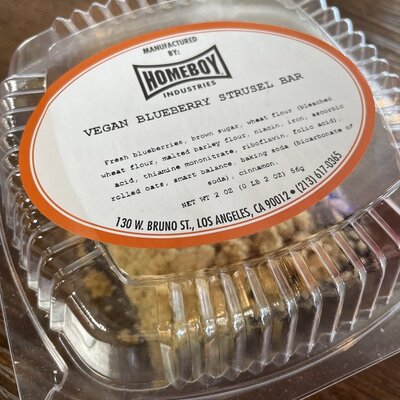 MANUFACTURED
BY:
HOMEBOY
INDUSTRIES
VEGAN BLUEBERRY STRUSEL BAR
Fresh blueberries, brown sugar, wheat flour (bleached
wheat flour, malted barley flour, niacin, iron, ascorbic
acid, thiamine mononitrate, riboflavin, folic acid),
rolled oats, smart balance, baking soda (bicarbonate of
soda), cinnamon.
NET WT 2 OZ (0 LB 2 OZ) 56g
130 W. BRUNO ST., LOS ANGELES, CA 90012 • (213) 617-0365